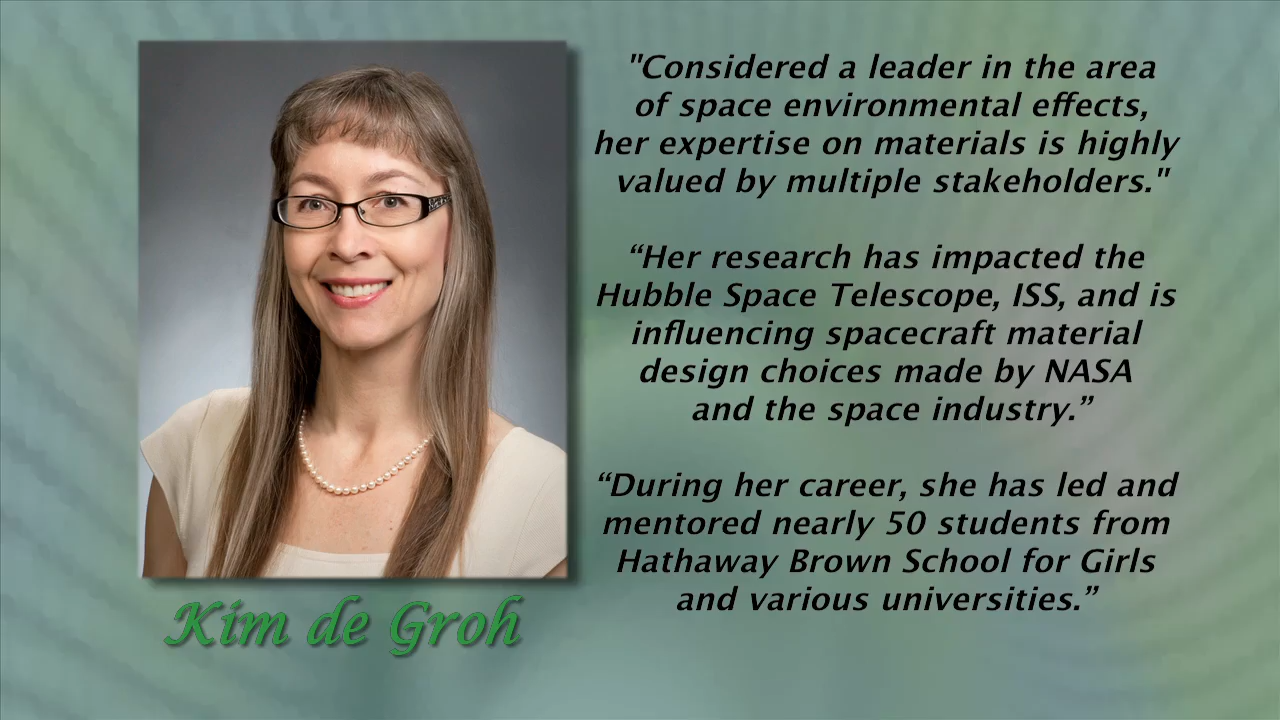 "Considered a leader in the area
of space environmental effects,
her expertise on materials is highly
valued by multiple stakeholders."
“Her research has impacted the
Hubble Space Telescope, ISS, and is
influencing spacecraft material
design choices made by NASA
and the space industry.”
“During her career, she has led and
mentored nearly 50 students from
Hathaway Brown School for Girls
and various universities.”
Kim de Groh